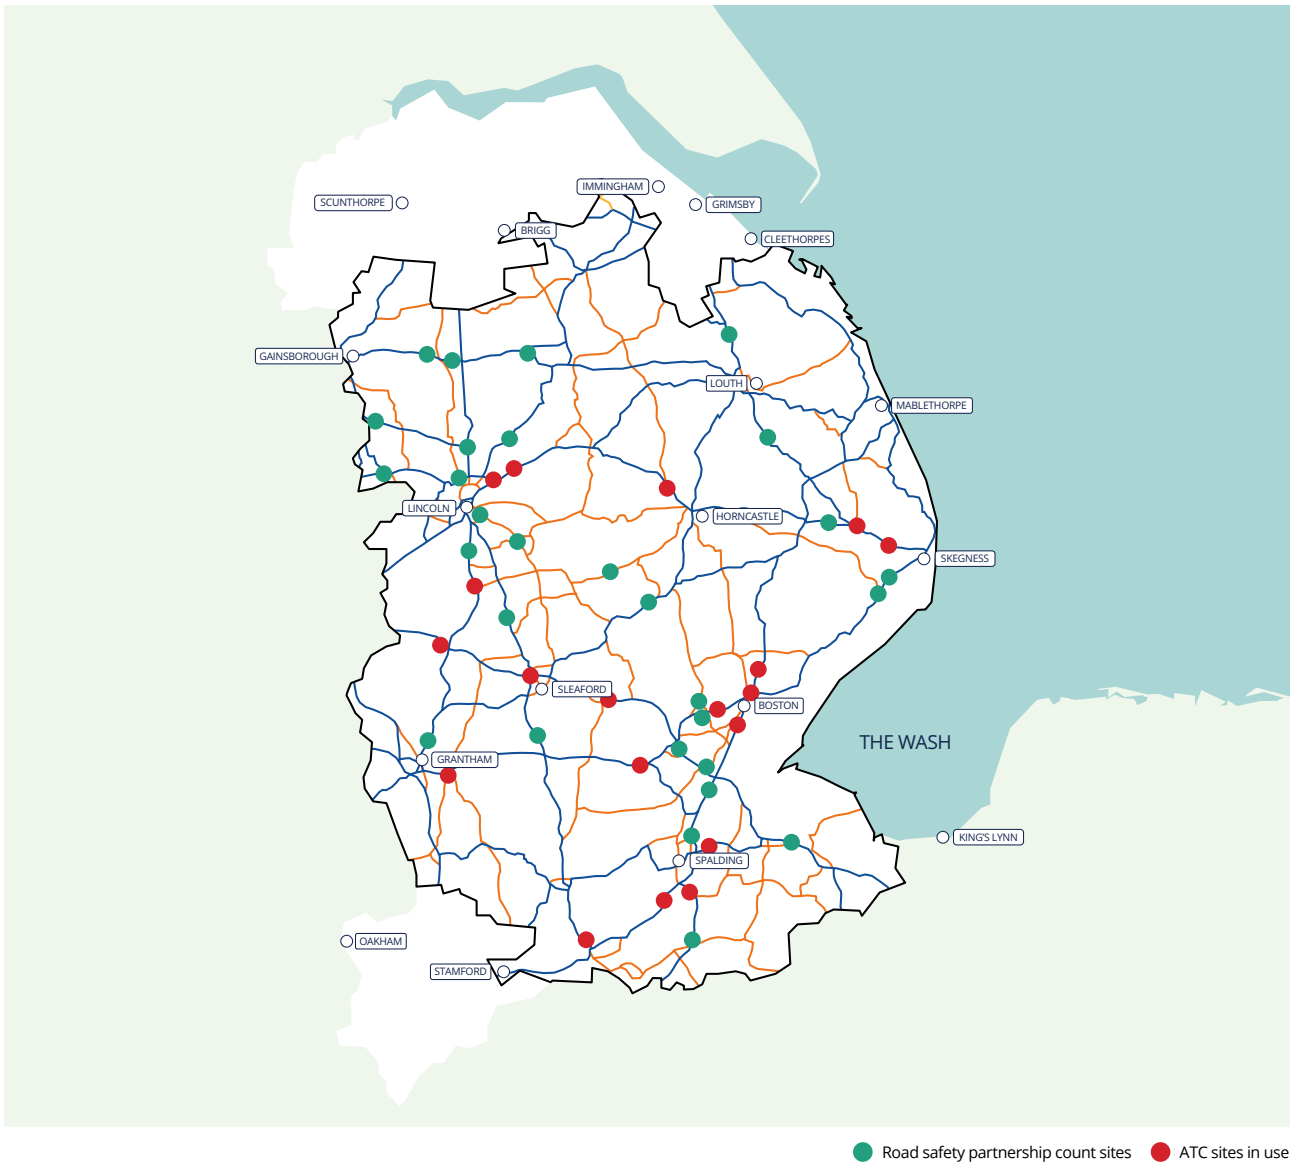 IMMINGHAM
SCUNTHORPE
GRIMSBY
BRIGG
CLEETHORPES
GAINSBOROUGH
LOUTH
MABLETHORPE
LINCOLN
HORNCASTLE
SKEGNESS
SLEAFORD
BOSTON
THE WASH
GRANTHAM
KING'S LYNN
SPALDING
OAKHAM
STAMFORD
Road safety partnership count sites
ATC sites in use